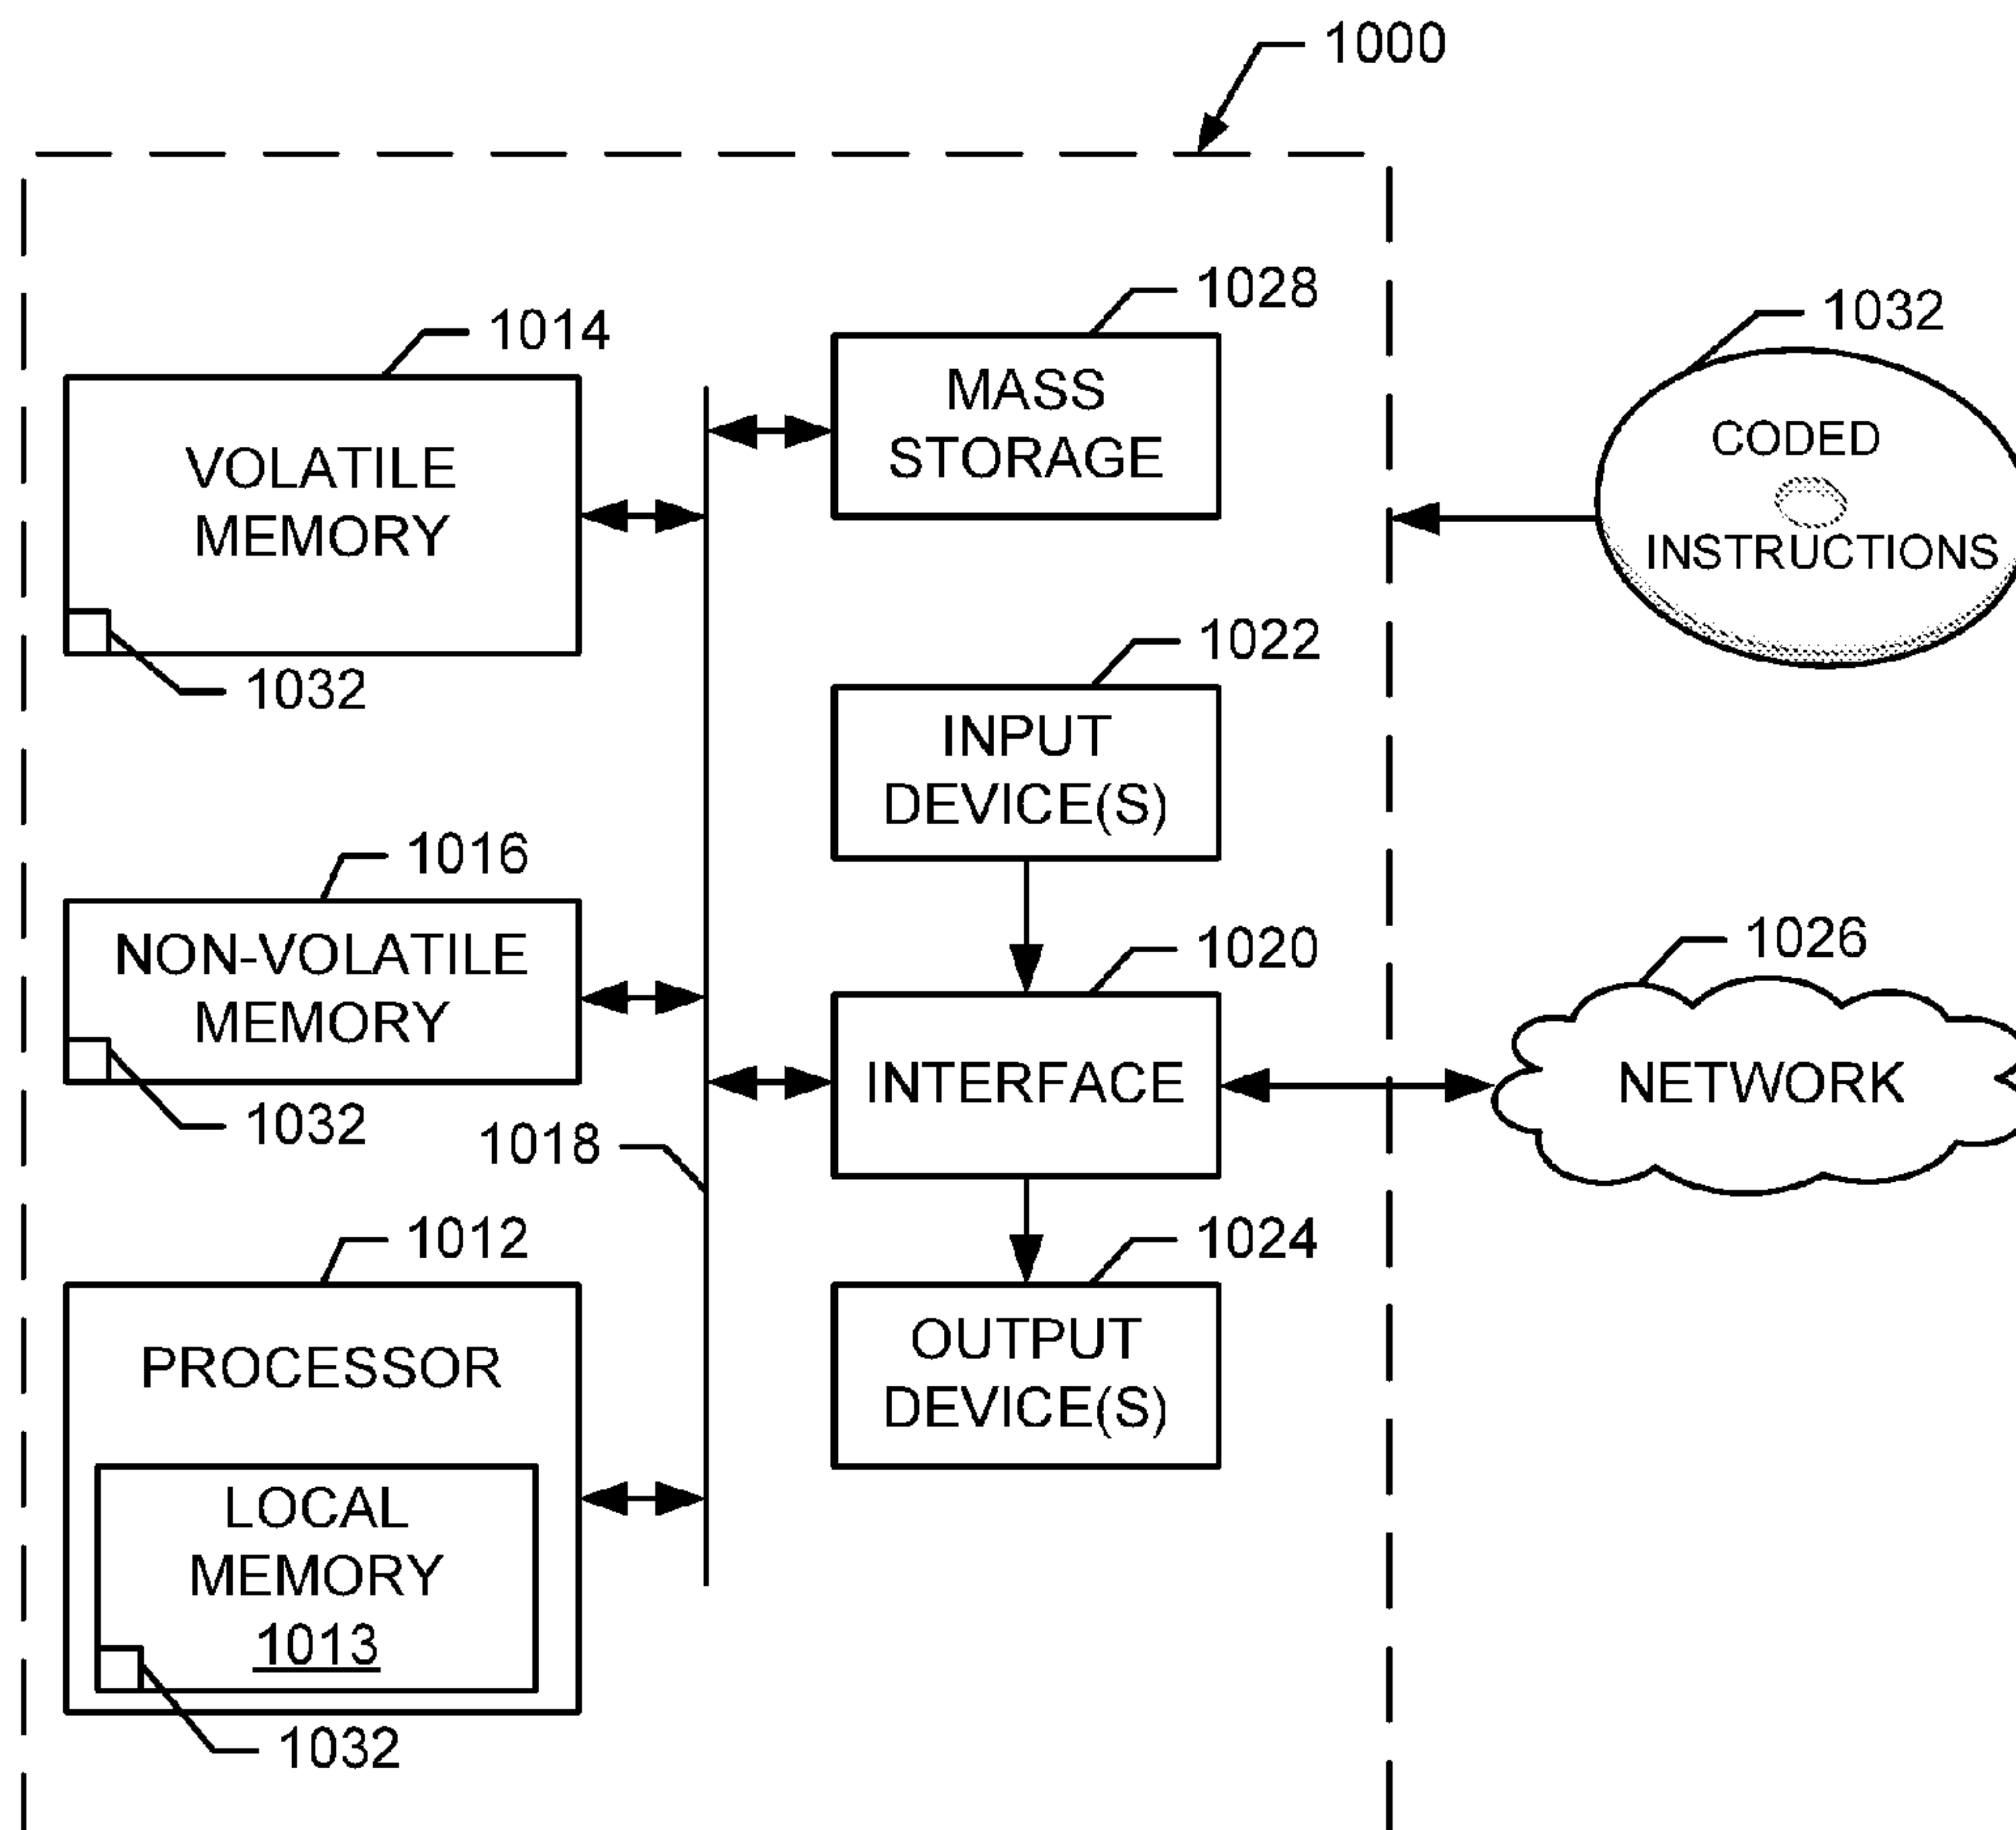 1000
1028
1032
1014
MASS
STORAGE
CODED
INSTRUCTIONS
VOLATILE
MEMORY
1032
1022
INPUT
DEVICE(S)
1016
NON-VOLATILE
MEMORY
1032
1020
1026
INTERFACE
NETWORK
1018
1012
1024
PROCESSOR
OUTPUT
DEVICE(S)
LOCAL
MEMORY
1013
1032